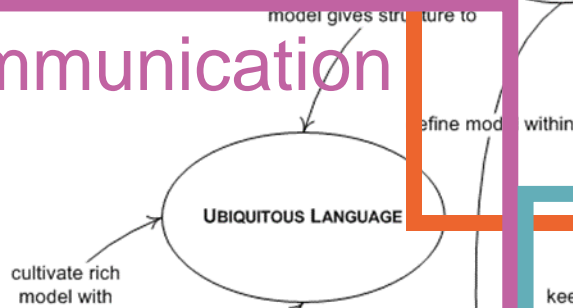 model gives structure to
mmunication
efine model within
UBIQUITOUS LANGUAGE
cultivate rich
model with
kee